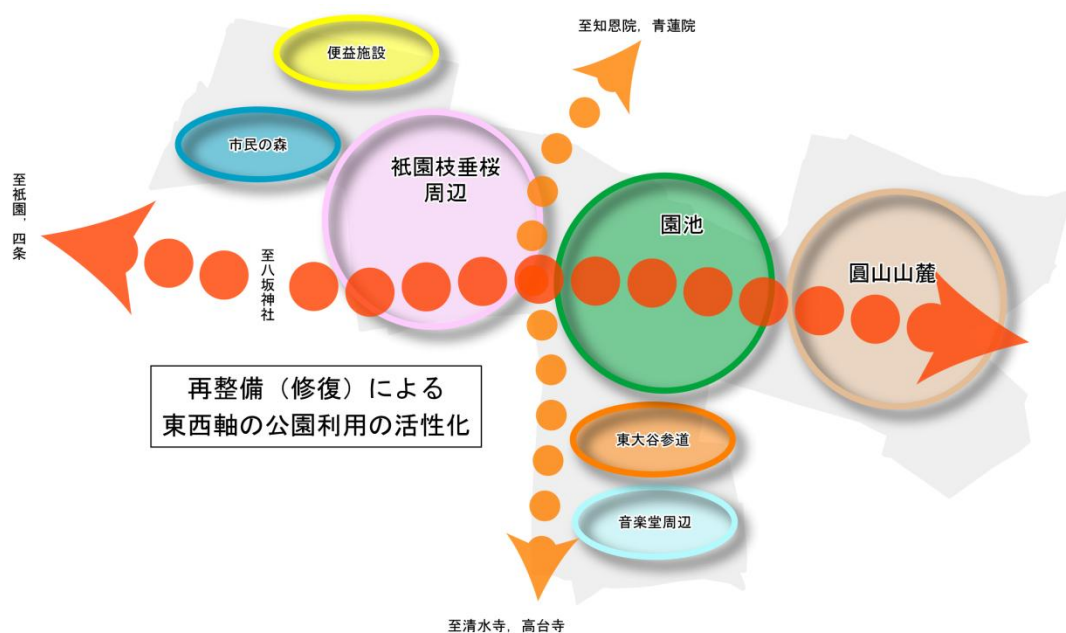 至知恩院,青蓮院
便益施設
市民の森
祇園枝垂桜
周辺
至祇園,四条
至八坂神社
園池
圓山山麓
再整備(修復)による
東西軸の公園利用の活性化
東大谷参道
音楽堂周辺
至清水寺,高台寺